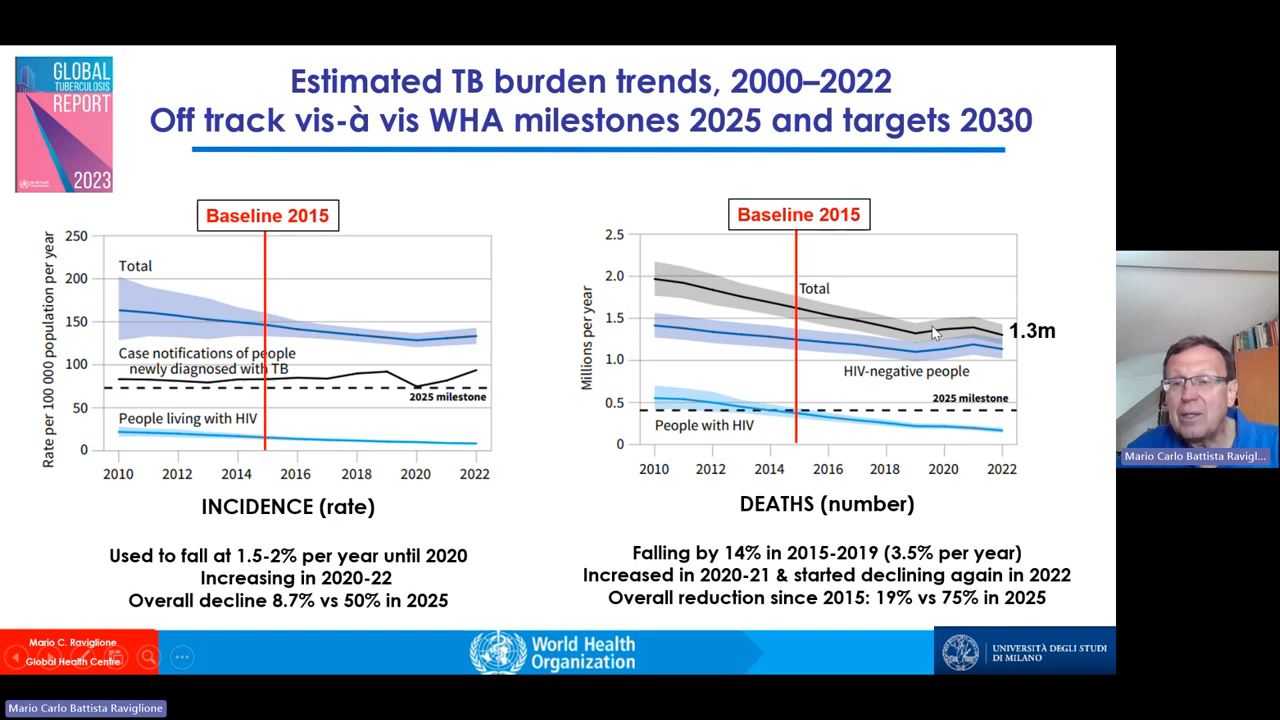 GLOBAL
TUBERCULOSIS
REPORT
2023
Estimated TB burden trends, 2000–2022
Off track vis-à vis WHA milestones 2025 and targets 2030
Baseline 2015
Rate per 100 000 population per year
250
200
150
100
50
0
Total
Case notifications of people
newly diagnosed with TB
2025 milestone
People living with HIV
2010 2012 2014 2016 2018 2020 2022
INCIDENCE (rate)
Used to fall at 1.5-2% per year until 2020
Increasing in 2020-22
Overall decline 8.7% vs 50% in 2025
Baseline 2015
Millions per year
2.5
2.0
1.5
1.0
0.5
0
Total
1.3m
HIV-negative people
2025 milestone
People with HIV
2010 2012 2014 2016 2018 2020 2022
DEATHS (number)
Falling by 14% in 2015-2019 (3.5% per year)
Increased in 2020-21 & started declining again in 2022
Overall reduction since 2015: 19% vs 75% in 2025
Mario C. Raviglione
Global Health Centre
World Health
Organization
UNIVERSITÀ DEGLI STUDI
DI MILANO
Mario Carlo Battista Ravigl...
Mario Carlo Battista Raviglione